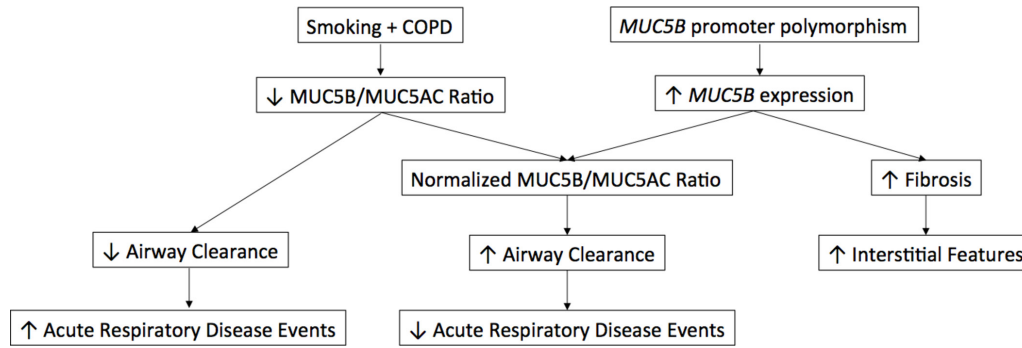 Smoking + COPD
MUC5B promoter polymorphism
↓ MUC5B/MUC5AC Ratio
↑ MUC5B expression
Normalized MUC5B/MUC5AC Ratio
↑ Fibrosis
↓ Airway Clearance
↑ Airway Clearance
↑ Interstitial Features
↑ Acute Respiratory Disease Events
↓ Acute Respiratory Disease Events